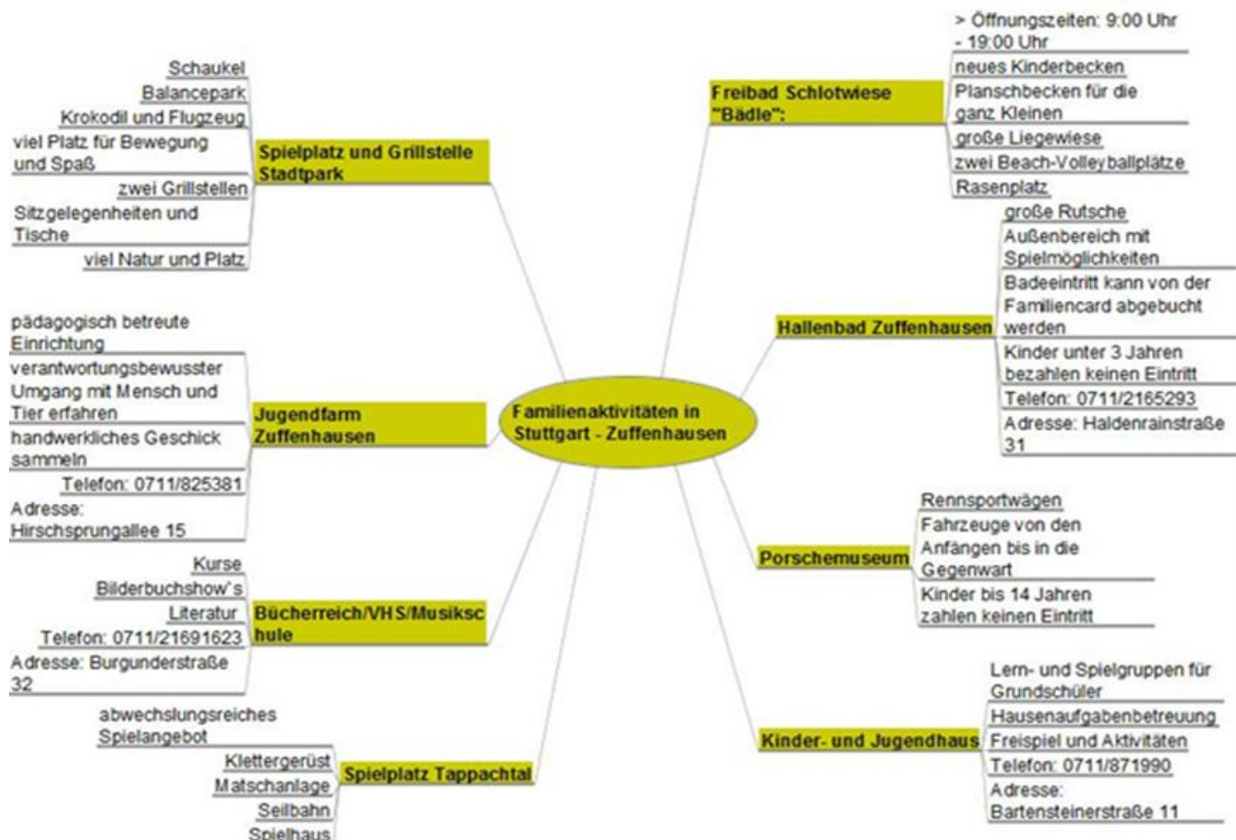 Familienaktivitäten in
Stuttgart - Zuffenhausen
Spielplatz und Grillstelle
Stadtpark
Schaukel
Balancepark
Krokodil und Flugzeug
viel Platz für Bewegung
und Spaß
zwei Grillstellen
Sitzgelegenheiten und
Tische
viel Natur und Platz
Jugendfarm
Zuffenhausen
pädagogisch betreute
Einrichtung
verantwortungsbewusster
Umgang mit Mensch und
Tier erfahren
handwerkliches Geschick
sammeln
Telefon: 0711/825381
Adresse:
Hirschsprungallee 15
Bücherreich/VHS/Musiksc
hule
Kurse
Bilderbuchshow´s
Literatur
Telefon: 0711/21691623
Adresse: Burgunderstraße
32
Spielplatz Tappachtal
abwechslungsreiches
Spielangebot
Klettergerüst
Matschanlage
Seilbahn
Spielhaus
Freibad Schlotwiese
"Bädle":
> Öffnungszeiten: 9:00 Uhr
- 19:00 Uhr
neues Kinderbecken
Planschbecken für die
ganz Kleinen
große Liegewiese
zwei Beach-Volleyballplätze
Rasenplatz
Hallenbad Zuffenhausen
große Rutsche
Außenbereich mit
Spielmöglichkeiten
Badeeintritt kann von der
Familiencard abgebucht
werden
Kinder unter 3 Jahren
bezahlen keinen Eintritt
Telefon: 0711/2165293
Adresse: Haldenrainstraße
31
Porschemuseum
Rennsportwägen
Fahrzeuge von den
Anfängen bis in die
Gegenwart
Kinder bis 14 Jahren
zahlen keinen Eintritt
Kinder- und Jugendhaus
Lern- und Spielgruppen für
Grundschüler
Hausenaufgabenbetreuung
Freispiel und Aktivitäten
Telefon: 0711/871990
Adresse:
Bartensteinerstraße 11